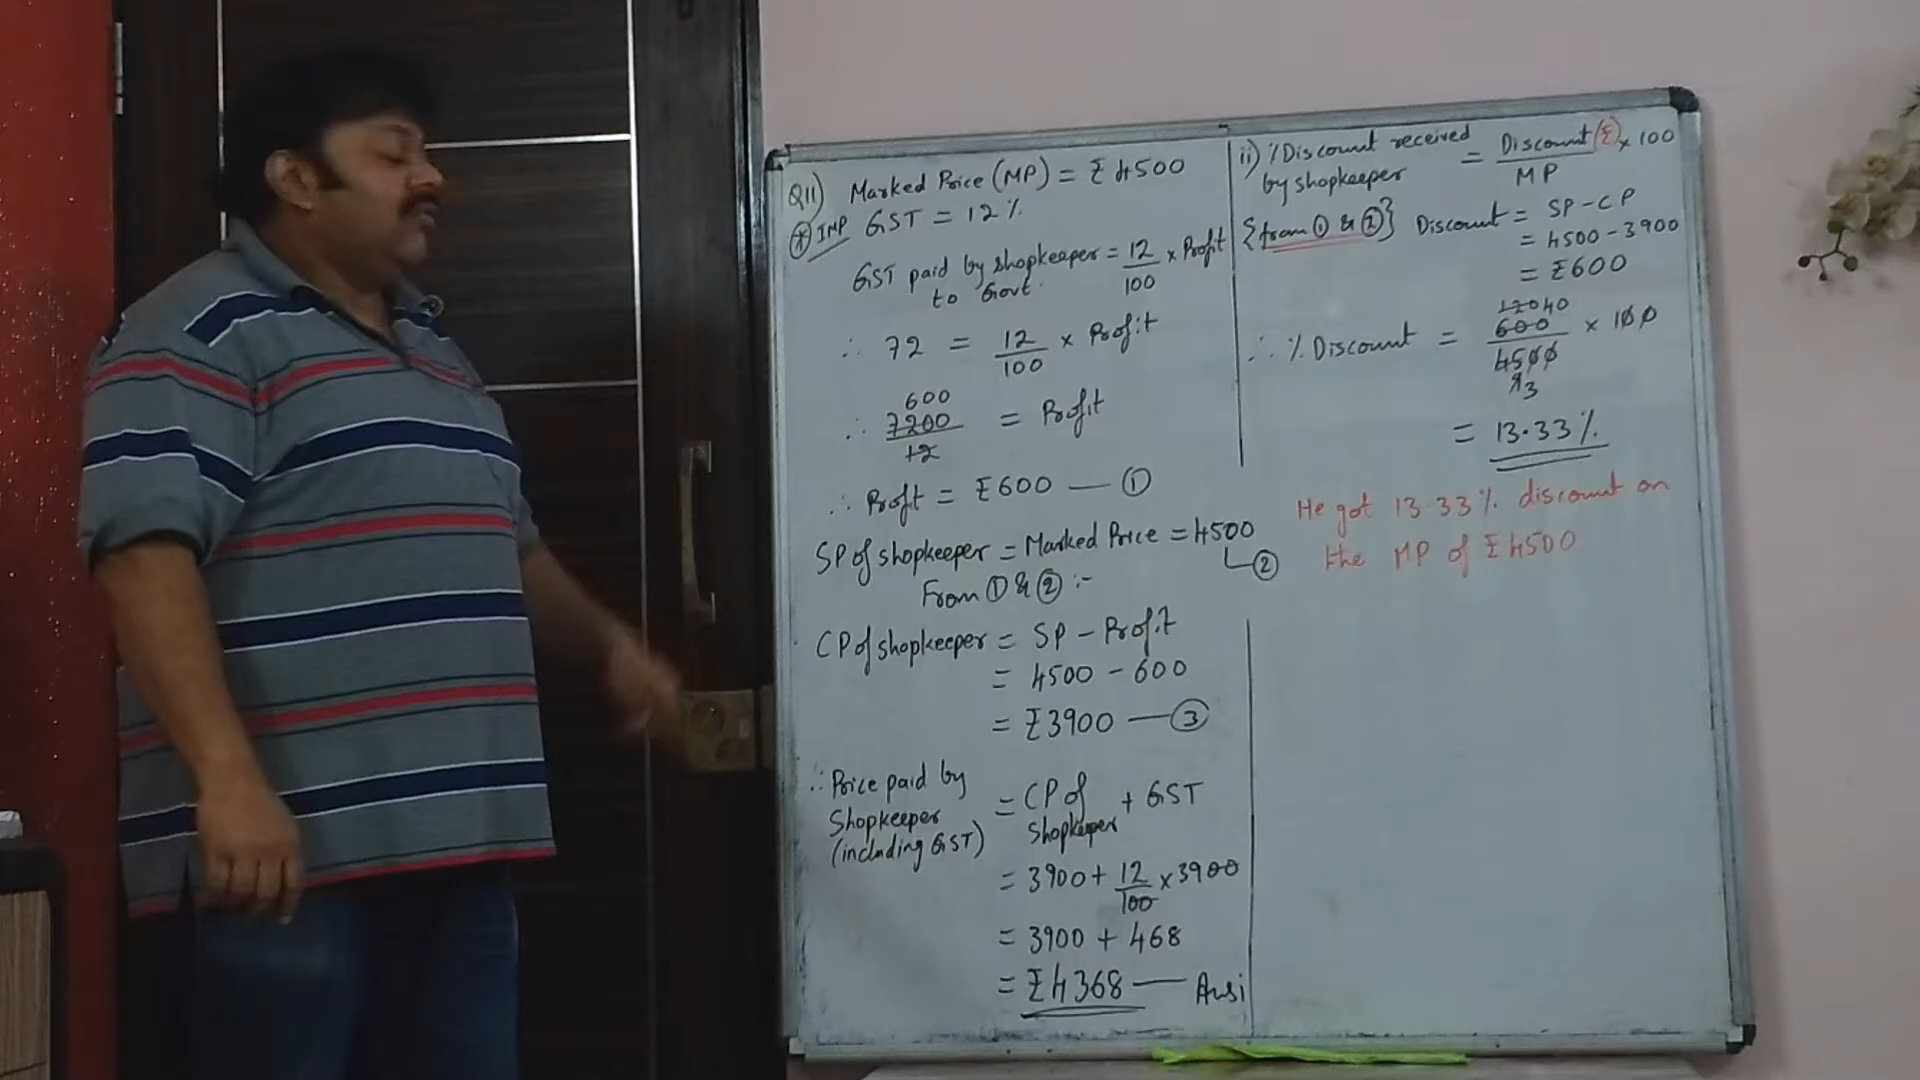 Q11) Marked Price (MP) = ₹ 4500
* IMP GST = 12 %
GST paid by shopkeeper = 12/100 × Profit
to Govt.
∴ 72 = 12/100 × Profit
600
∴ 7200/12 = Profit
∴ Profit = ₹600 — ①
SP of shopkeeper = Marked Price = 4500
②
From ① & ② :-
CP of shopkeeper = SP - Profit
= 4500 - 600
= ₹3900 — ③
∴ Price paid by
Shopkeeper
(including GST)
= CP of Shopkeeper + GST
= 3900 + 12/100 × 3900
= 3900 + 468
= ₹4368 — Ans i
ii) % Discount received
by shopkeeper
= Discount (₹)/MP × 100
{from ① & ②} Discount = SP - CP
= 4500 - 3900
= ₹600
120 40
∴ % Discount = 600/4500 × 100
9 3
= 13.33 %
He got 13.33 % discount on
the MP of ₹ 4500